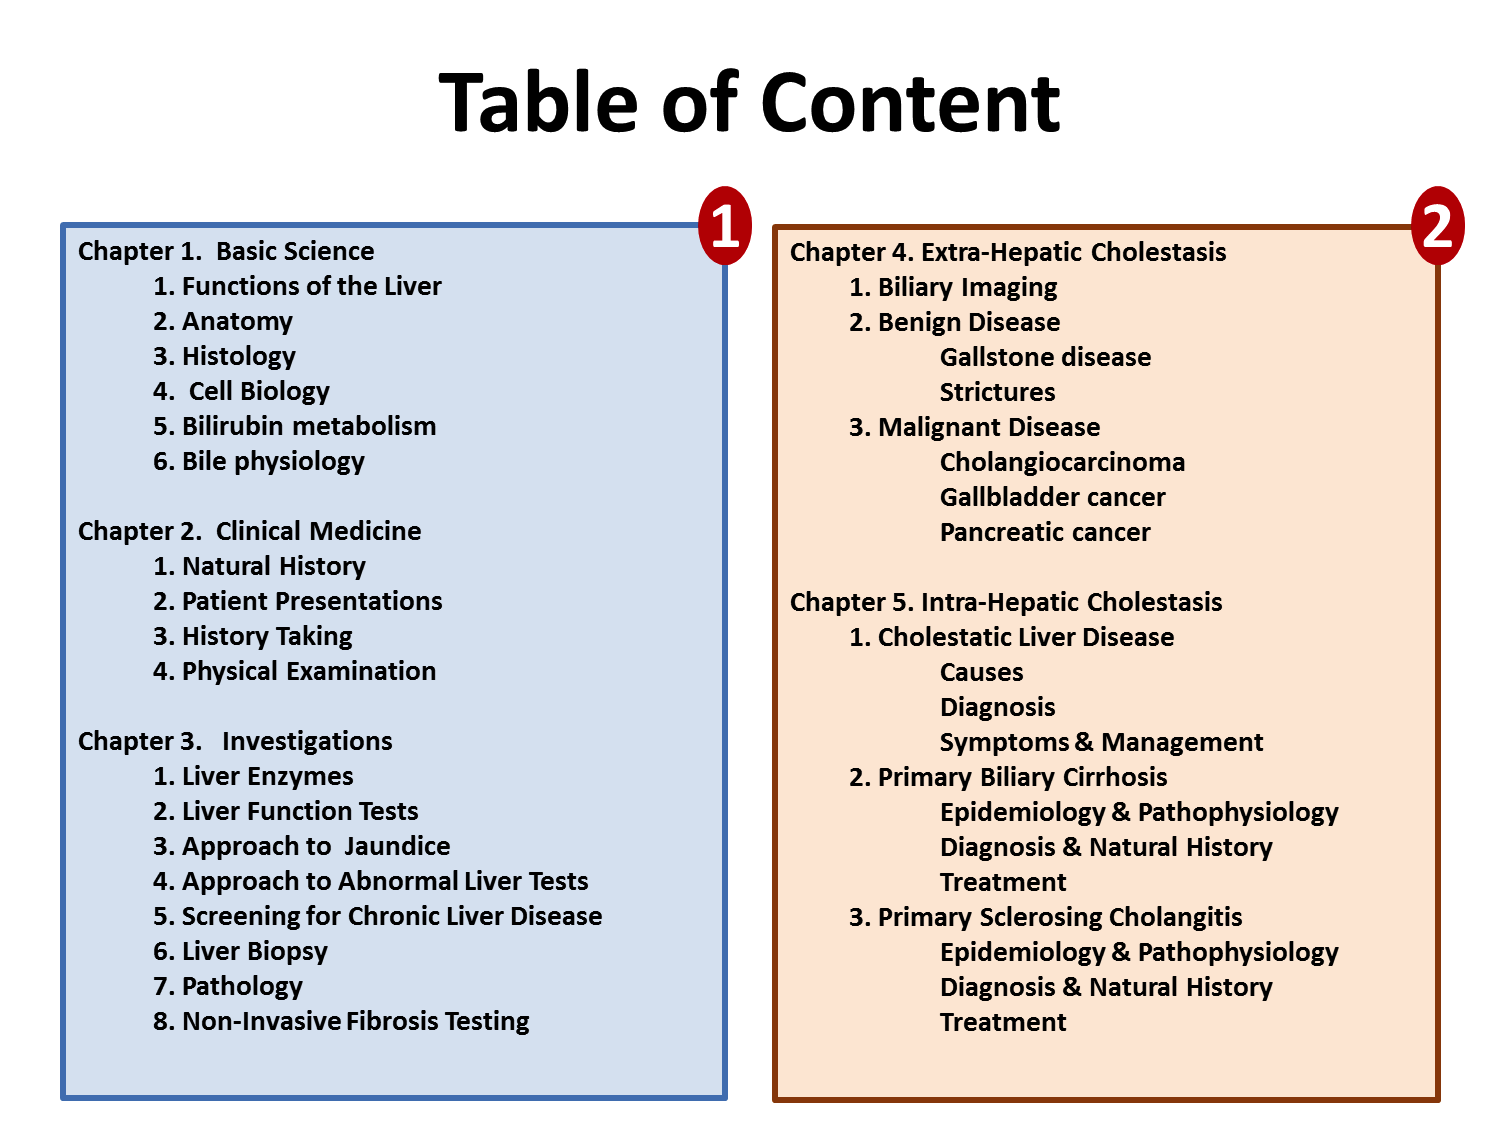 Table of Content
1
Chapter 1.  Basic Science
1. Functions of the Liver
2. Anatomy
3. Histology
4.  Cell Biology
5. Bilirubin metabolism
6. Bile physiology
Chapter 2.  Clinical Medicine
1. Natural History
2. Patient Presentations
3. History Taking
4. Physical Examination
Chapter 3.   Investigations
1. Liver Enzymes
2. Liver Function Tests
3. Approach to  Jaundice
4. Approach to Abnormal Liver Tests
5. Screening for Chronic Liver Disease
6. Liver Biopsy
7. Pathology
8. Non-Invasive Fibrosis Testing
2
Chapter 4. Extra-Hepatic Cholestasis
1. Biliary Imaging
2. Benign Disease
Gallstone disease
Strictures
3. Malignant Disease
Cholangiocarcinoma
Gallbladder cancer
Pancreatic cancer
Chapter 5. Intra-Hepatic Cholestasis
1. Cholestatic Liver Disease
Causes
Diagnosis
Symptoms & Management
2. Primary Biliary Cirrhosis
Epidemiology & Pathophysiology
Diagnosis & Natural History
Treatment
3. Primary Sclerosing Cholangitis
Epidemiology & Pathophysiology
Diagnosis & Natural History
Treatment